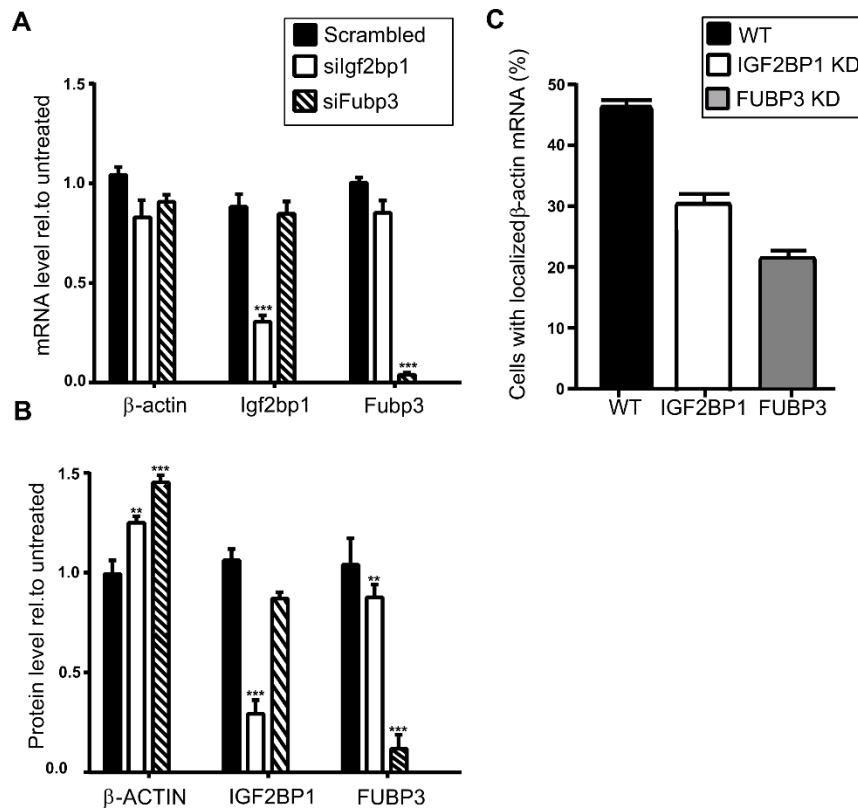 A
Scrambled
siIgf2bp1
siFubp3
mRNA level rel.to untreated
1.5
1.0
0.5
0.0
***
***
β-actin Igf2bp1 Fubp3
B
Protein level rel.to untreated
1.5
1.0
0.5
0.0
**
***
***
**
***
β-ACTIN IGF2BP1 FUBP3
C
WT
IGF2BP1 KD
FUBP3 KD
Cells with localized β-actin mRNA (%)
50
40
30
20
10
0
WT IGF2BP1 FUBP3